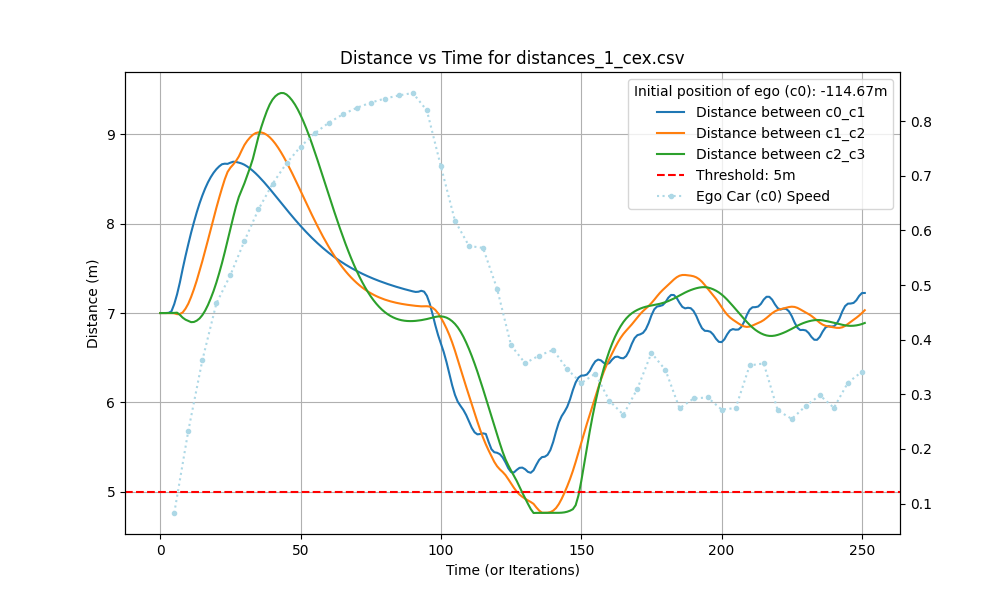 Distance vs Time for distances_1_cex.csv
Initial position of ego (c0): -114.67m
Distance between c0_c1
Distance between c1_c2
Distance between c2_c3
Threshold: 5m
Ego Car (c0) Speed
Distance (m)
9
8
7
6
5
0.8
0.7
0.6
0.5
0.4
0.3
0.2
0.1
0 50 100 150 200 250
Time (or Iterations)